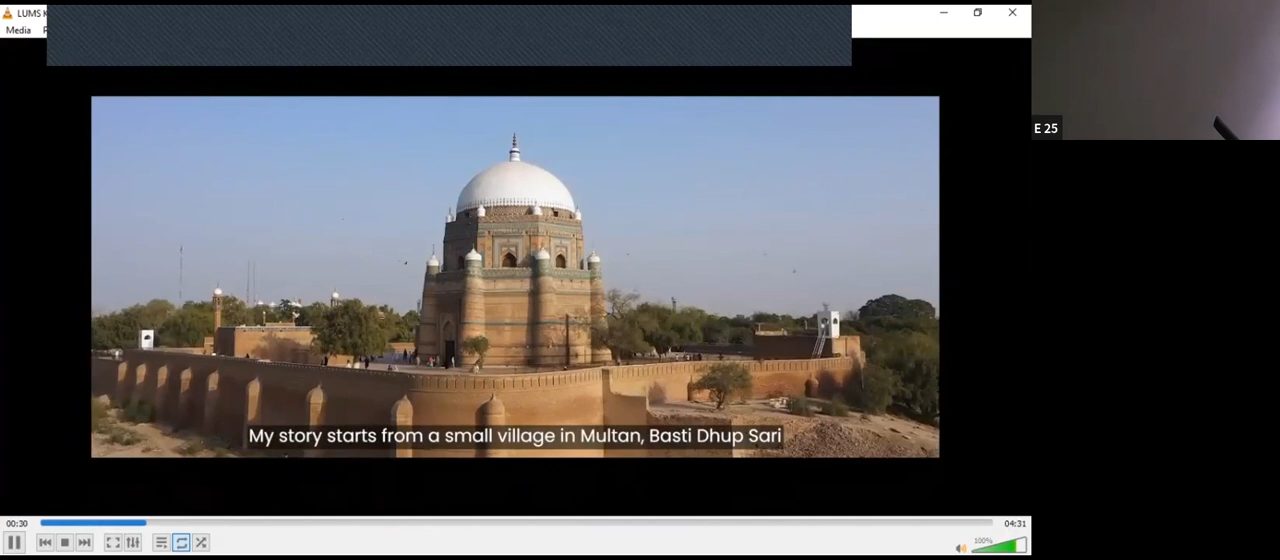 LUMS
Media
E 25
My story starts from a small village in Multan, Basti Dhup Sari
00:30
04:31
100%